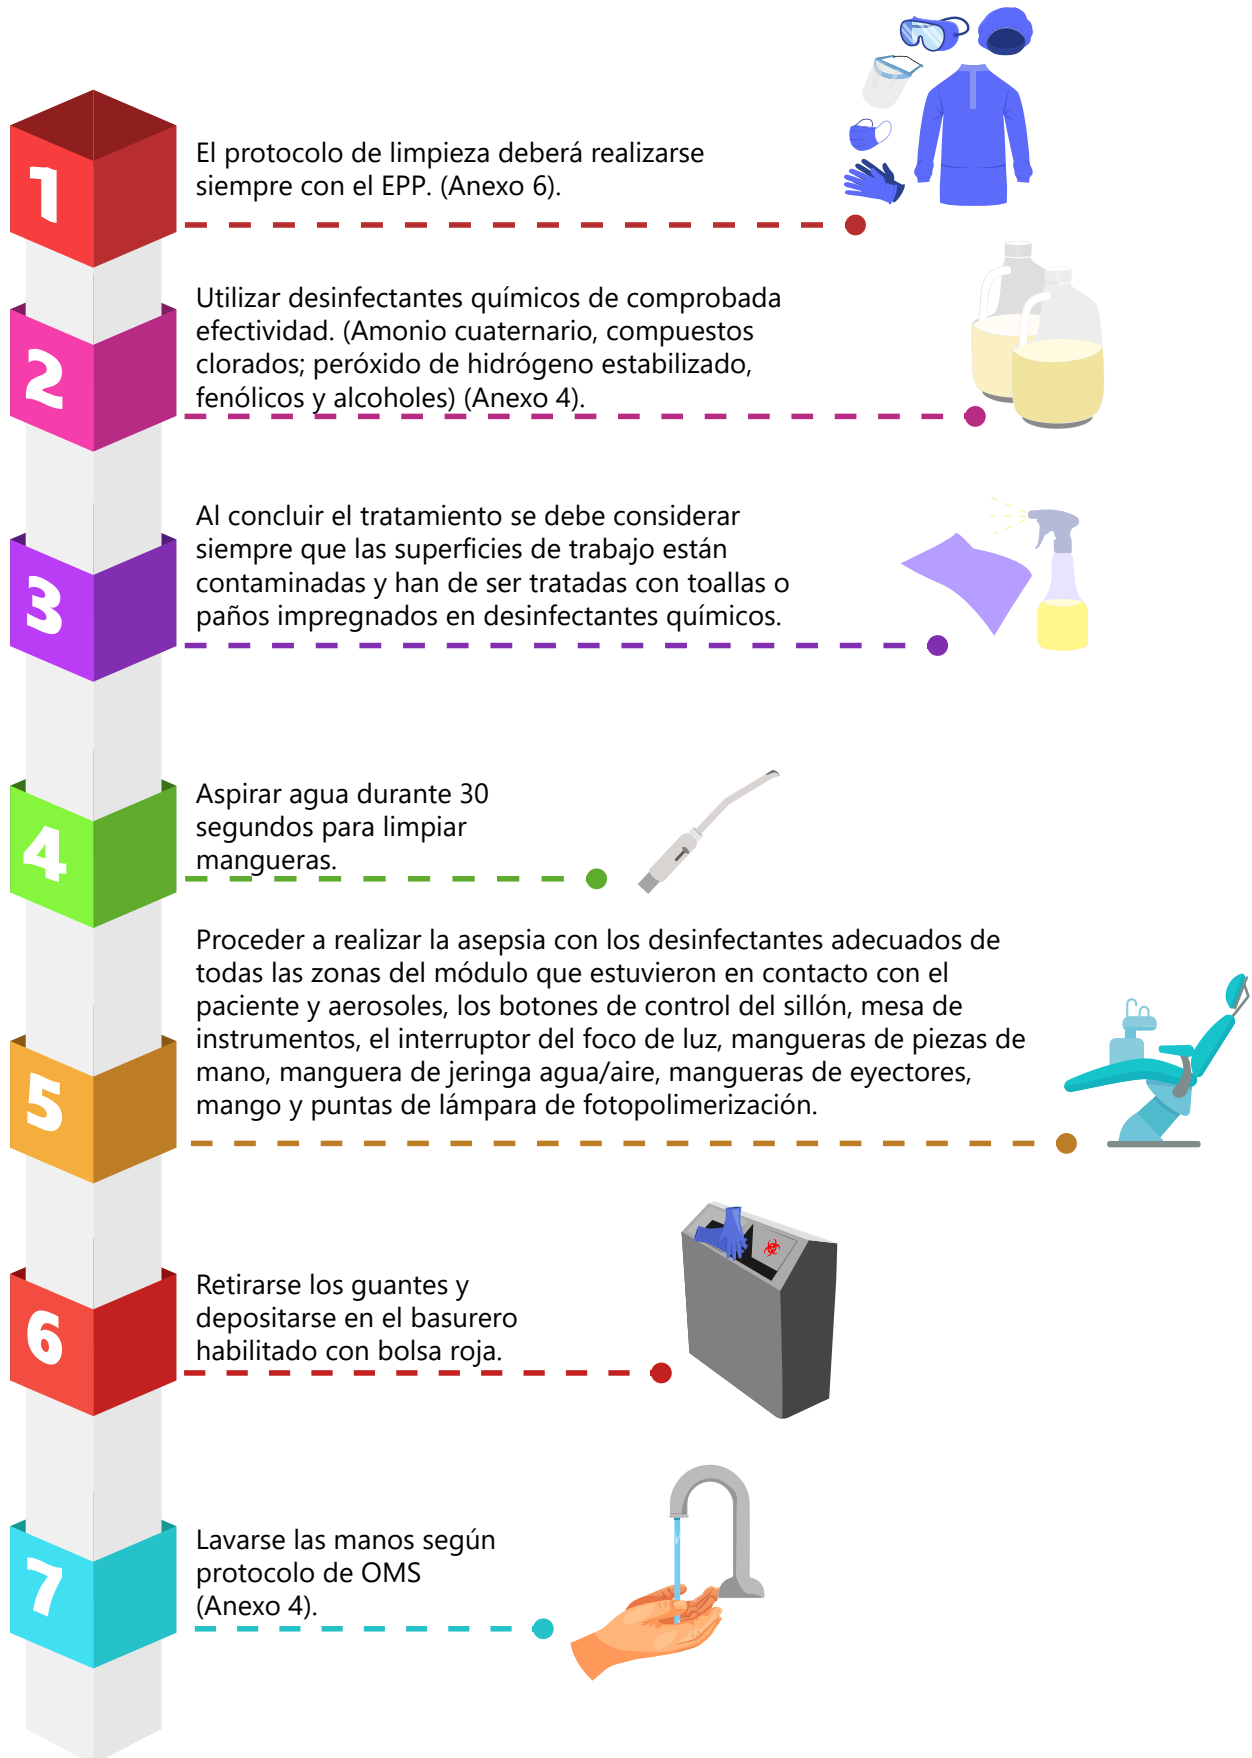 1
El protocolo de limpieza deberá realizarse
siempre con el EPP. (Anexo 6).
2
Utilizar desinfectantes químicos de comprobada
efectividad. (Amonio cuaternario, compuestos
clorados; peróxido de hidrógeno estabilizado,
fenólicos y alcoholes) (Anexo 4).
3
Al concluir el tratamiento se debe considerar
siempre que las superficies de trabajo están
contaminadas y han de ser tratadas con toallas o
paños impregnados en desinfectantes químicos.
4
Aspirar agua durante 30
segundos para limpiar
mangueras.
5
Proceder a realizar la asepsia con los desinfectantes adecuados de
todas las zonas del módulo que estuvieron en contacto con el
paciente y aerosoles, los botones de control del sillón, mesa de
instrumentos, el interruptor del foco de luz, mangueras de piezas de
mano, manguera de jeringa agua/aire, mangueras de eyectores,
mango y puntas de lámpara de fotopolimerización.
6
Retirarse los guantes y
depositarse en el basurero
habilitado con bolsa roja.
7
Lavarse las manos según
protocolo de OMS
(Anexo 4).